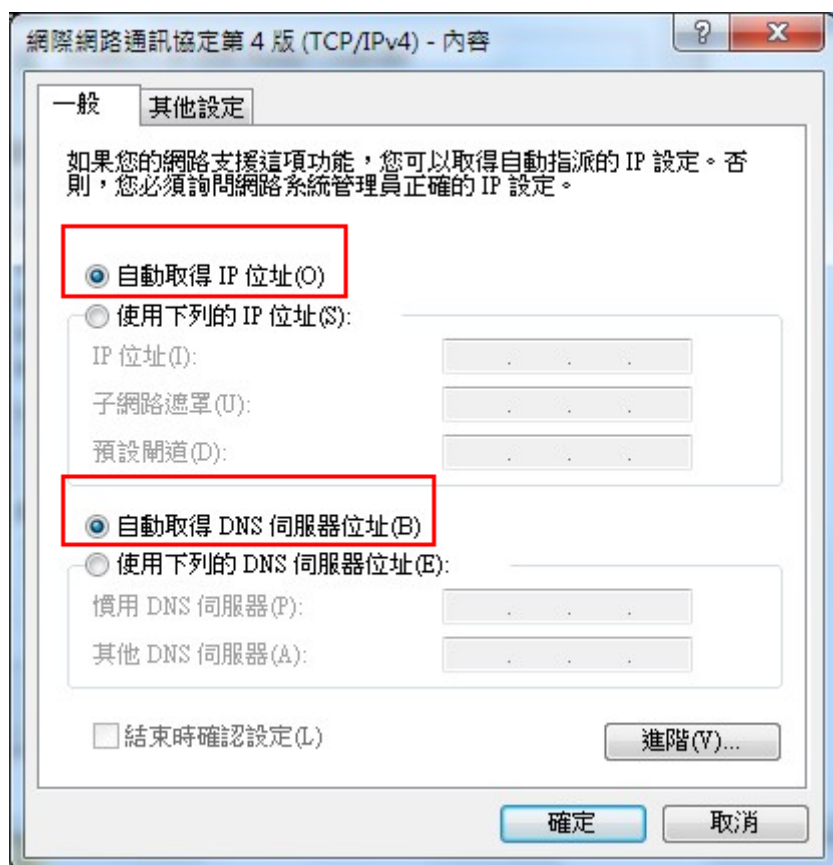 網際網路通訊協定第 4 版 (TCP/IPv4) - 內容
一般
其他設定
如果您的網路支援這項功能，您可以取得自動指派的 IP 設定。否
則，您必須詢問網路系統管理員正確的 IP 設定。
自動取得 IP 位址(O)
使用下列的 IP 位址(S):
IP 位址(I):
子網路遮罩(U):
預設閘道(D):
自動取得 DNS 伺服器位址(B)
使用下列的 DNS 伺服器位址(E):
慣用 DNS 伺服器(P):
其他 DNS 伺服器(A):
結束時確認設定(L)
進階(V)...
確定
取消